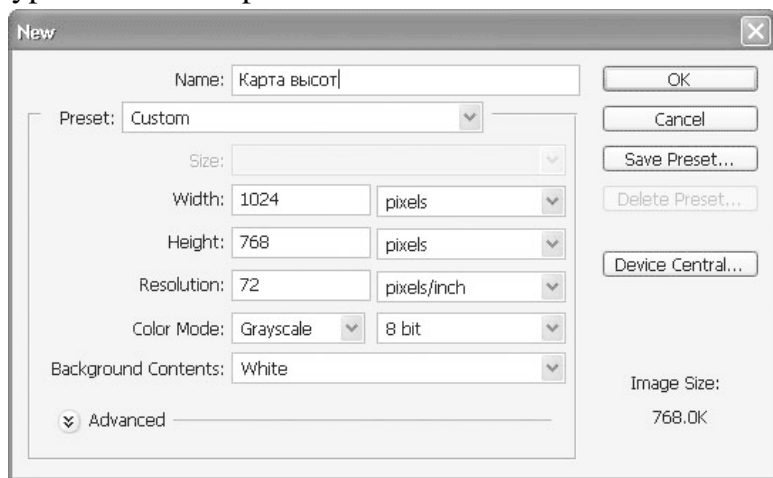 New
Name: Карта высот
OK
Preset: Custom
Cancel
Size:
Save Preset...
Width: 1024 pixels
Delete Preset...
Height: 768 pixels
Device Central...
Resolution: 72 pixels/inch
Color Mode: Grayscale 8 bit
Background Contents: White
Image Size:
768.0K
Advanced